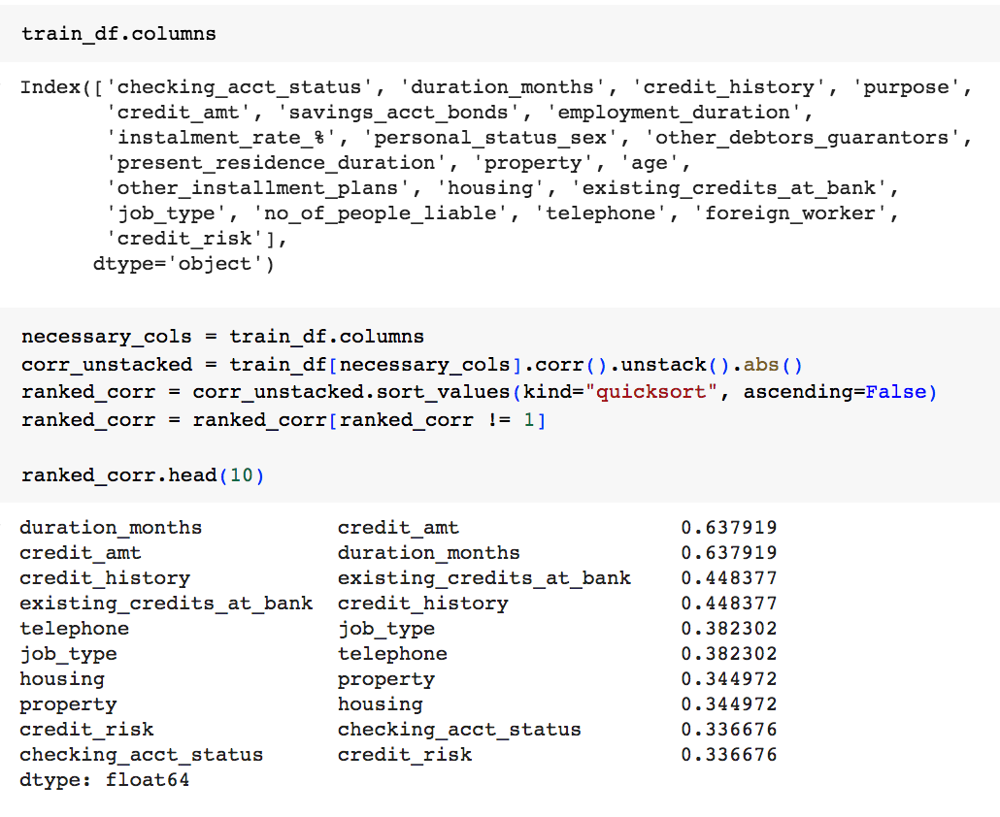 train_df.columns
Index(['checking_acct_status', 'duration_months', 'credit_history', 'purpose',
'credit_amt', 'savings_acct_bonds', 'employment_duration',
'instalment_rate_%', 'personal_status_sex', 'other_debtors_guarantors',
'present_residence_duration', 'property', 'age',
'other_installment_plans', 'housing', 'existing_credits_at_bank',
'job_type', 'no_of_people_liable', 'telephone', 'foreign_worker',
'credit_risk'],
dtype='object')
necessary_cols = train_df.columns
corr_unstacked = train_df[necessary_cols].corr().unstack().abs()
ranked_corr = corr_unstacked.sort_values(kind="quicksort", ascending=False)
ranked_corr = ranked_corr[ranked_corr != 1]
ranked_corr.head(10)
duration_months credit_amt 0.637919
credit_amt duration_months 0.637919
credit_history existing_credits_at_bank 0.448377
existing_credits_at_bank credit_history 0.448377
telephone job_type 0.382302
job_type telephone 0.382302
housing property 0.344972
property housing 0.344972
credit_risk checking_acct_status 0.336676
checking_acct_status credit_risk 0.336676
dtype: float64